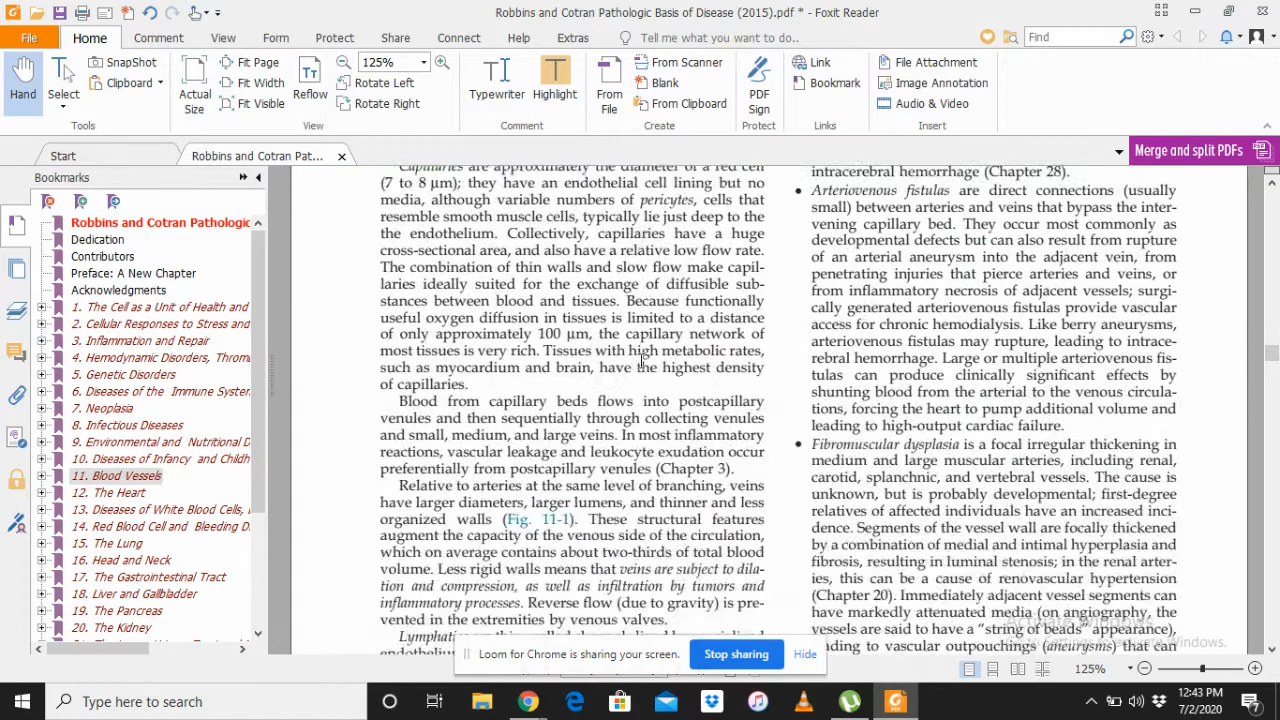 Robbins and Cotran Pathologic Basis of Disease (2015).pdf * - Foxit Reader
File Home Comment View Form Protect Share Connect Help Extras Tell me what you want to do.. Find
Hand
Select
SnapShot
Clipboard
Tools
Actual Size
Fit Page
Fit Width
Fit Visible
Reflow
125%
Rotate Left
Rotate Right
View
Typewriter
Highlight
Comment
From File
From Scanner
Blank
From Clipboard
Create
PDF Sign
Protect
Link
Bookmark
Links
File Attachment
Image Annotation
Audio & Video
Insert
Start
Robbins and Cotran Pat...
Merge and split PDFs
Bookmarks
Robbins and Cotran Pathologic
Dedication
Contributors
Preface: A New Chapter
Acknowledgments
1. The Cell as a Unit of Health and
2. Cellular Responses to Stress and
3. Inflammation and Repair
4. Hemodynamic Disorders, Thromb
5. Genetic Disorders
6. Diseases of the Immune System
7. Neoplasia
8. Infectious Diseases
9. Environmental and Nutritional D
10. Diseases of Infancy and Childh
11. Blood Vessels
12. The Heart
13. Diseases of White Blood Cells,
14. Red Blood Cell and Bleeding D
15. The Lung
16. Head and Neck
17. The Gastrointestinal Tract
18. Liver and Gallbladder
19. The Pancreas
20. The Kidney
Capillaries are approximately the diameter of a red cell
(7 to 8 µm); they have an endothelial cell lining but no
media, although variable numbers of pericytes, cells that
resemble smooth muscle cells, typically lie just deep to
the endothelium. Collectively, capillaries have a huge
cross-sectional area, and also have a relative low flow rate.
The combination of thin walls and slow flow make capil-
laries ideally suited for the exchange of diffusible sub-
stances between blood and tissues. Because functionally
useful oxygen diffusion in tissues is limited to a distance
of only approximately 100 µm, the capillary network of
most tissues is very rich. Tissues with high metabolic rates,
such as myocardium and brain, have the highest density
of capillaries.
Blood from capillary beds flows into postcapillary
venules and then sequentially through collecting venules
and small, medium, and large veins. In most inflammatory
reactions, vascular leakage and leukocyte exudation occur
preferentially from postcapillary venules (Chapter 3).
Relative to arteries at the same level of branching, veins
have larger diameters, larger lumens, and thinner and less
organized walls (Fig. 11-1). These structural features
augment the capacity of the venous side of the circulation,
which on average contains about two-thirds of total blood
volume. Less rigid walls means that veins are subject to dila-
tion and compression, as well as infiltration by tumors and
inflammatory processes. Reverse flow (due to gravity) is pre-
vented in the extremities by venous valves.
intracerebral hemorrhage (Chapter 28).
• Arteriovenous fistulas are direct connections (usually
small) between arteries and veins that bypass the inter-
vening capillary bed. They occur most commonly as
developmental defects but can also result from rupture
of an arterial aneurysm into the adjacent vein, from
penetrating injuries that pierce arteries and veins, or
from inflammatory necrosis of adjacent vessels; surgi-
cally generated arteriovenous fistulas provide vascular
access for chronic hemodialysis. Like berry aneurysms,
arteriovenous fistulas may rupture, leading to intrace-
rebral hemorrhage. Large or multiple arteriovenous fis-
tulas can produce clinically significant effects by
shunting blood from the arterial to the venous circula-
tions, forcing the heart to pump additional volume and
leading to high-output cardiac failure.
• Fibromuscular dysplasia is a focal irregular thickening in
medium and large muscular arteries, including renal,
carotid, splanchnic, and vertebral vessels. The cause is
unknown, but is probably developmental; first-degree
relatives of affected individuals have an increased inci-
dence. Segments of the vessel wall are focally thickened
by a combination of medial and intimal hyperplasia and
fibrosis, resulting in luminal stenosis; in the renal arter-
ies, this can be a cause of renovascular hypertension
(Chapter 20). Immediately adjacent vessel segments can
have markedly attenuated media (on angiography, the
vessels are said to have a “string of beads” appearance),
leading to vascular outpouchings (aneurysms) that can
Activate Windows
Loom for Chrome is sharing your screen. Stop sharing Hide
125%
Type here to search
12:43 PM
7/2/2020
7